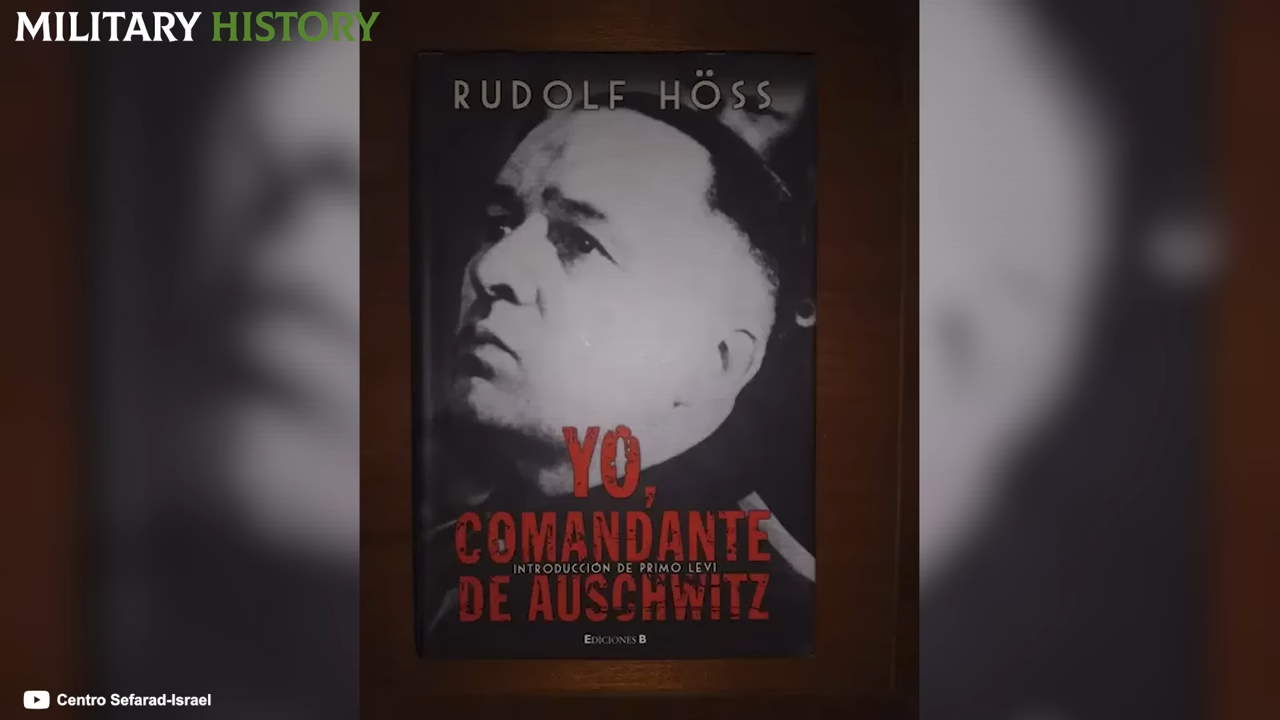 MILITARY HISTORY
RUDOLF HÖSS
YO,
COMANDANTE
INTRODUCCIÓN DE PRIMO LEVI
DE AUSCHWITZ
EDICIONES B
Centro Sefarad-Israel